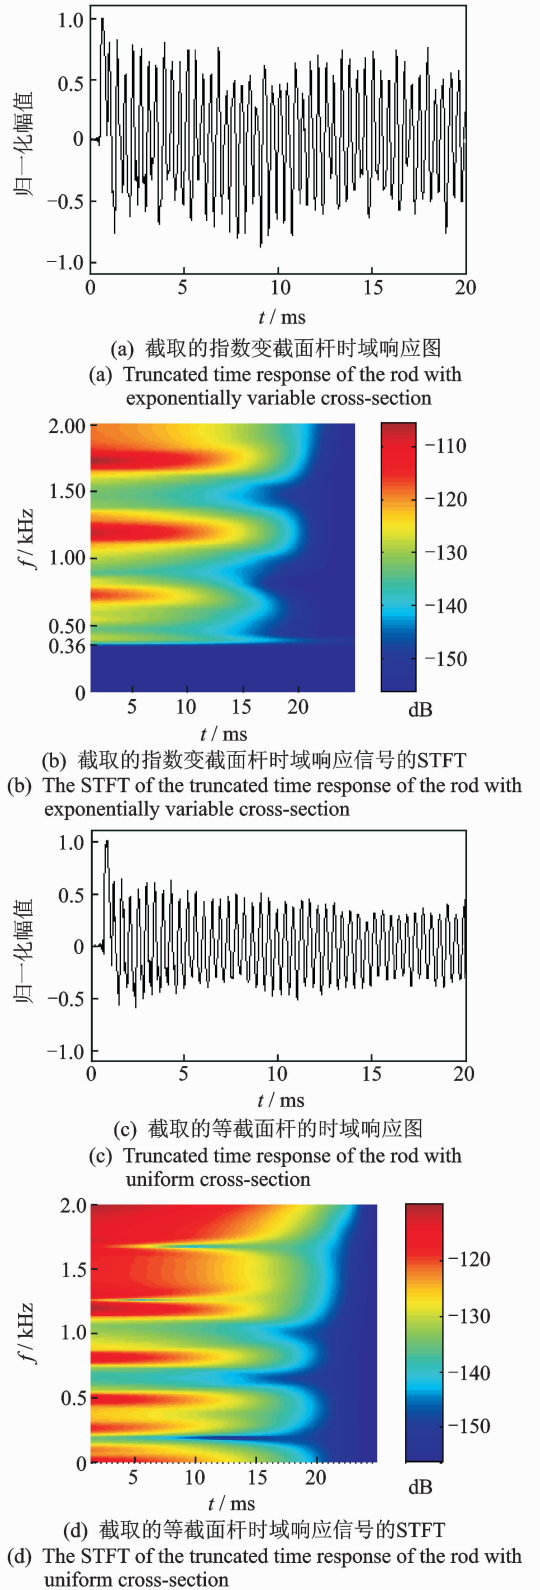 1.0
0.5
0
−0.5
−1.0
归一化幅值
0 5 10 15 20
t / ms
(a) 截取的指数变截面杆时域响应图
(a) Truncated time response of the rod with
exponentially variable cross-section
2.00
1.50
1.00
0.50
0.36
0
f / kHz
5 10 15 20
t / ms
−110
−120
−130
−140
−150
dB
(b) 截取的指数变截面杆时域响应信号的STFT
(b) The STFT of the truncated time response of the rod with
exponentially variable cross-section
1.0
0.5
0
−0.5
−1.0
归一化幅值
0 5 10 15 20
t / ms
(c) 截取的等截面杆的时域响应图
(c) Truncated time response of the rod with
uniform cross-section
2.0
1.5
1.0
0.5
0
f / kHz
5 10 15 20
t / ms
−120
−130
−140
−150
dB
(d) 截取的等截面杆时域响应信号的STFT
(d) The STFT of the truncated time response of the rod with
uniform cross-section